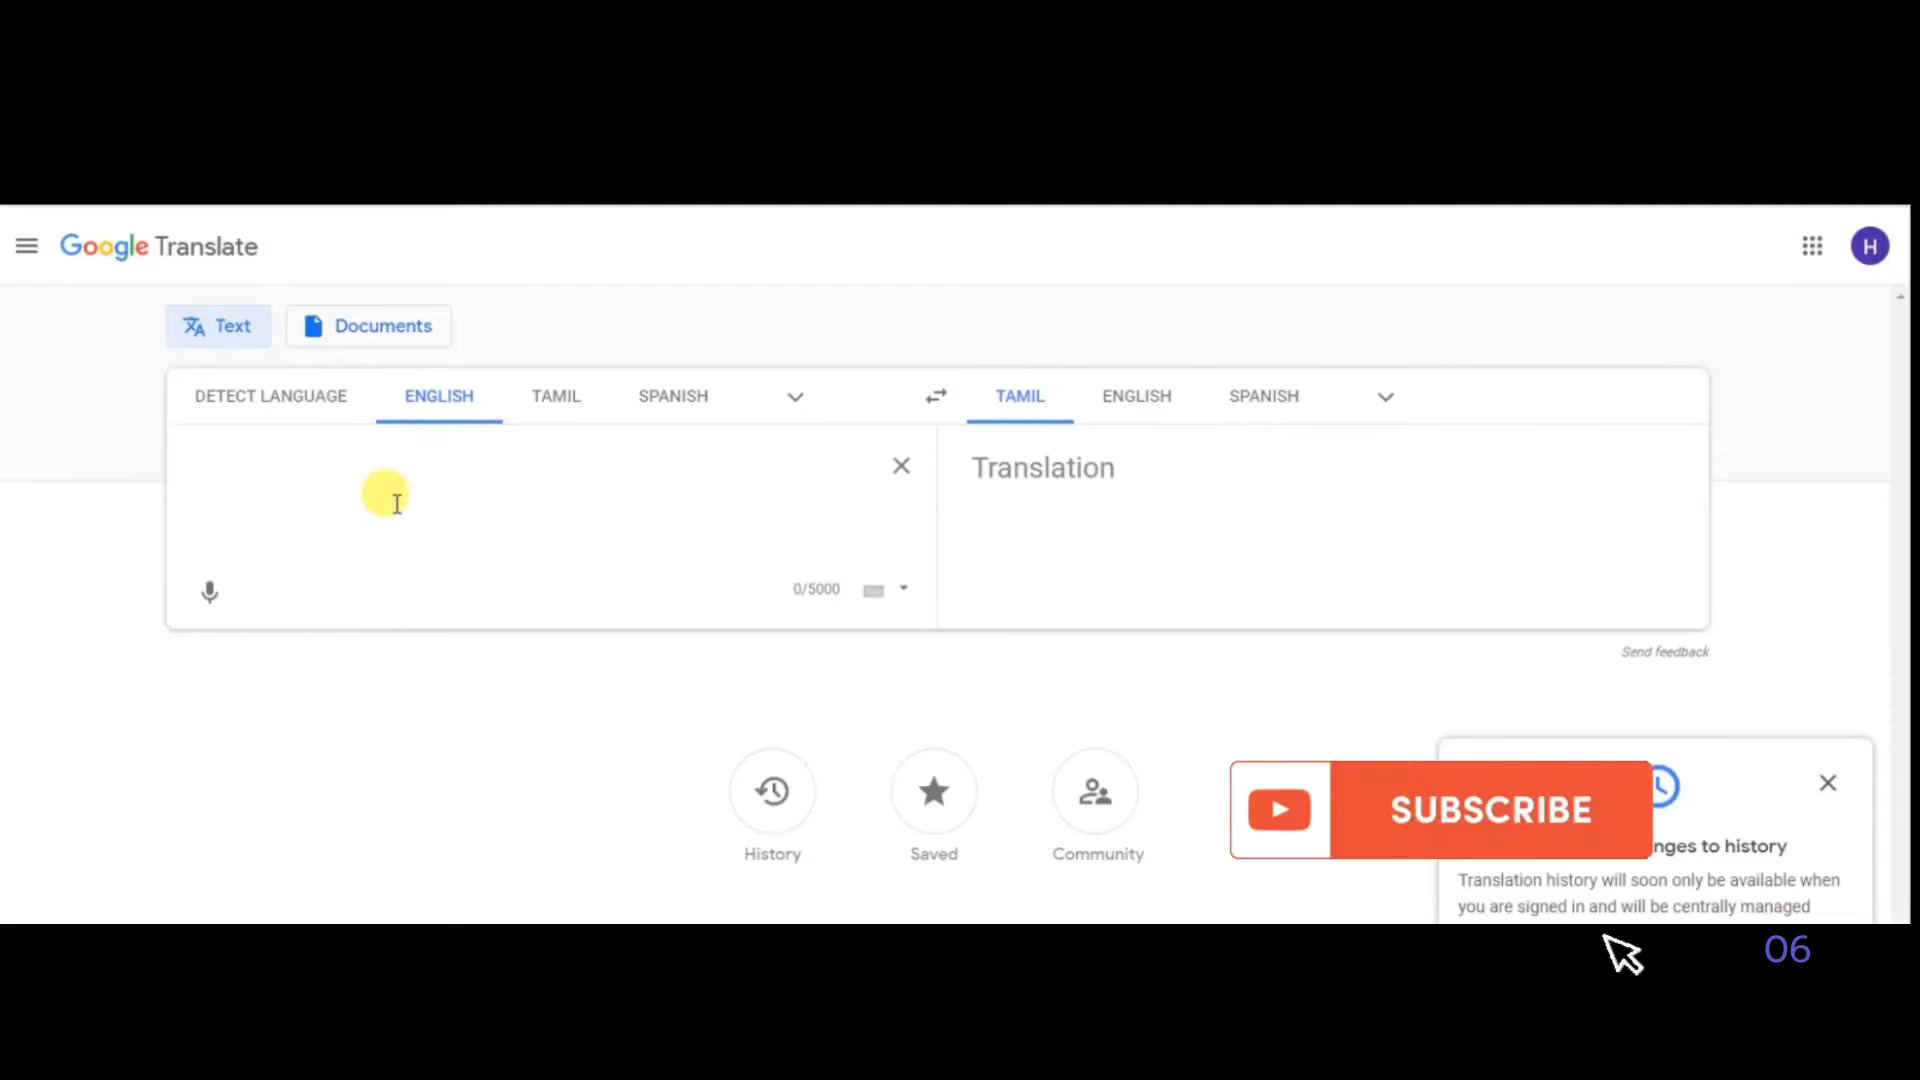 Google Translate
H
Text
Documents
DETECT LANGUAGE ENGLISH TAMIL SPANISH
TAMIL ENGLISH SPANISH
Translation
0/5000
Send feedback
History Saved Community
SUBSCRIBE
nges to history
Translation history will soon only be available when
you are signed in and will be centrally managed
06